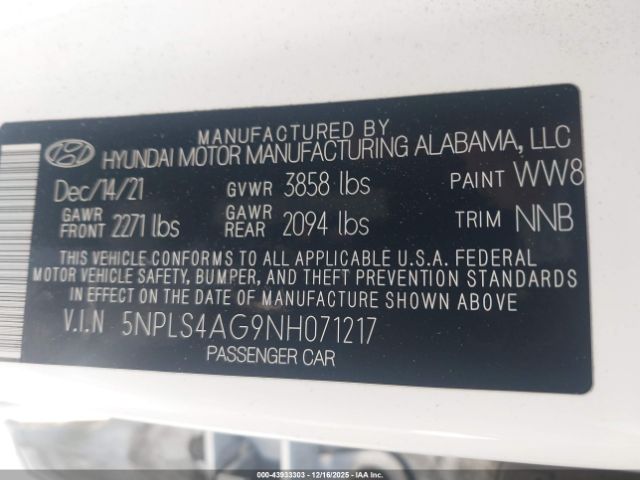 MANUFACTURED BY
HYUNDAI MOTOR MANUFACTURING ALABAMA, LLC
Dec/14/21 GVWR 3858 lbs PAINT WW8
GAWR FRONT 2271 lbs GAWR REAR 2094 lbs TRIM NNB
THIS VEHICLE CONFORMS TO ALL APPLICABLE U.S.A. FEDERAL
MOTOR VEHICLE SAFETY, BUMPER, AND THEFT PREVENTION STANDARDS
IN EFFECT ON THE DATE OF MANUFACTURE SHOWN ABOVE
V.I.N 5NPLS4AG9NH071217
PASSENGER CAR
000-43933303 | 12/16/2025 - IAA, Inc.